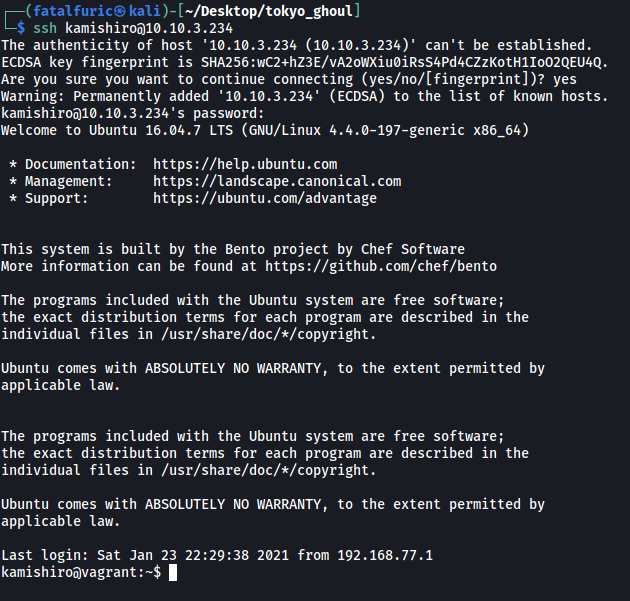 ┌──(fatalfuric㉿kali)-[~/Desktop/tokyo_ghoul]
└─$ ssh kamishiro@10.10.3.234
The authenticity of host '10.10.3.234 (10.10.3.234)' can't be established.
ECDSA key fingerprint is SHA256:wC2+hZ3E/vA2oWXiu0iRsS4Pd4CZzKotH1IoO2QEU4Q.
Are you sure you want to continue connecting (yes/no/[fingerprint])? yes
Warning: Permanently added '10.10.3.234' (ECDSA) to the list of known hosts.
kamishiro@10.10.3.234's password:
Welcome to Ubuntu 16.04.7 LTS (GNU/Linux 4.4.0-197-generic x86_64)
* Documentation:  https://help.ubuntu.com
* Management:     https://landscape.canonical.com
* Support:        https://ubuntu.com/advantage
This system is built by the Bento project by Chef Software
More information can be found at https://github.com/chef/bento
The programs included with the Ubuntu system are free software;
the exact distribution terms for each program are described in the
individual files in /usr/share/doc/*/copyright.
Ubuntu comes with ABSOLUTELY NO WARRANTY, to the extent permitted by
applicable law.
The programs included with the Ubuntu system are free software;
the exact distribution terms for each program are described in the
individual files in /usr/share/doc/*/copyright.
Ubuntu comes with ABSOLUTELY NO WARRANTY, to the extent permitted by
applicable law.
Last login: Sat Jan 23 22:29:38 2021 from 192.168.77.1
kamishiro@vagrant:~$